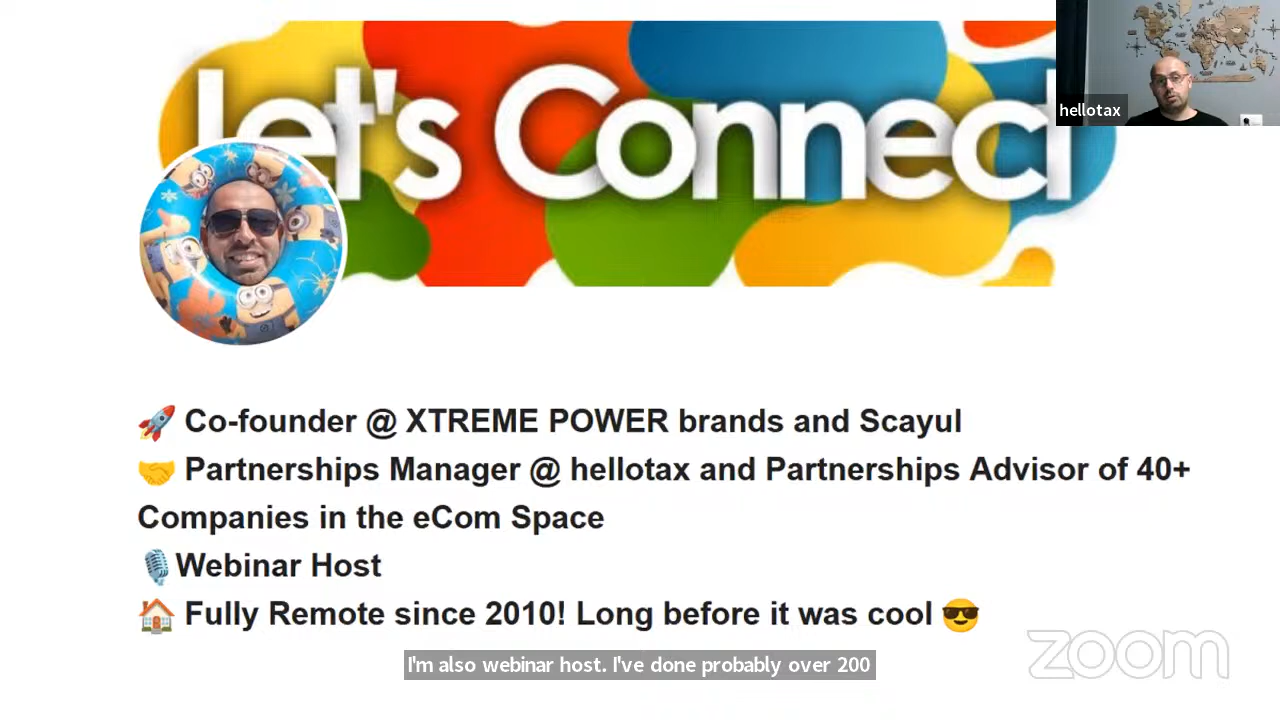 Let's Connect
hellotax
🚀 Co-founder @ XTREME POWER brands and Scayul
🤝 Partnerships Manager @ hellotax and Partnerships Advisor of 40+
Companies in the eCom Space
🎙️Webinar Host
🏠 Fully Remote since 2010! Long before it was cool 😎
I'm also webinar host. I've done probably over 200
zoom